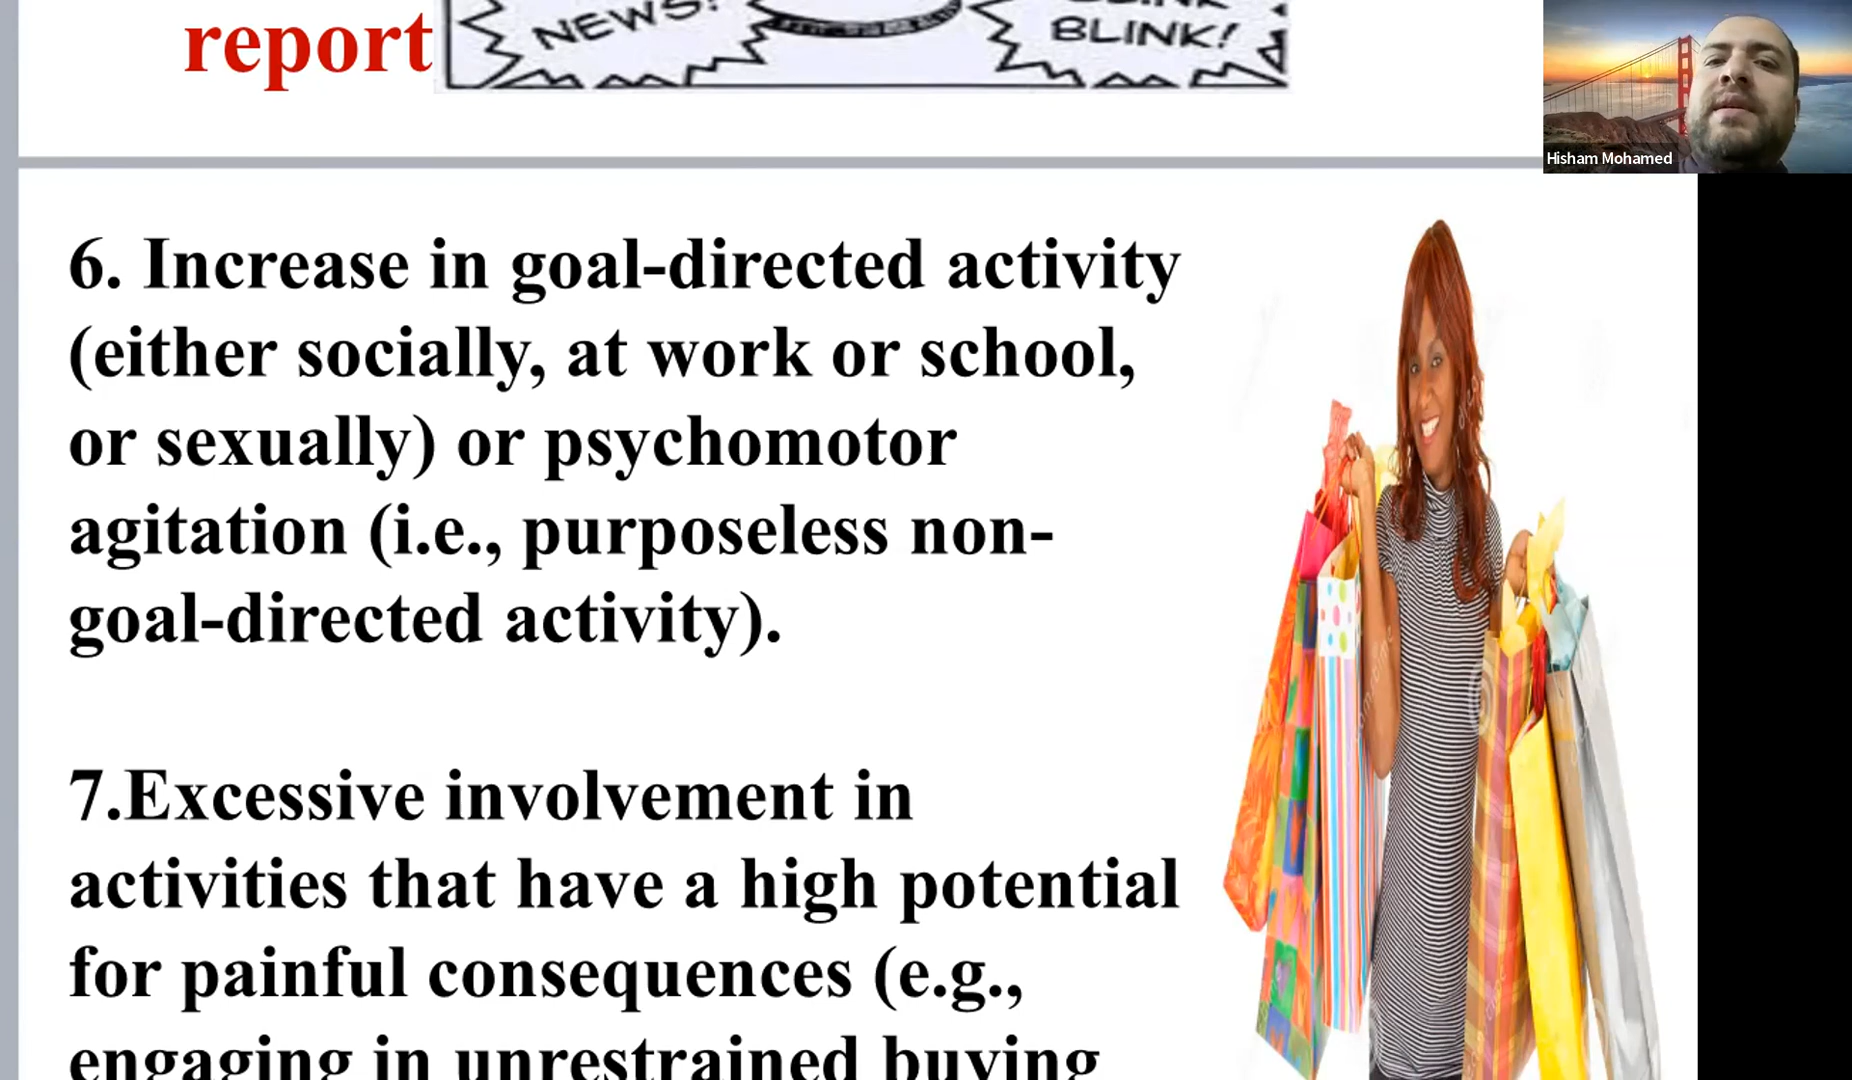 report
NEWS!
BLINK!
Hisham Mohamed
6. Increase in goal-directed activity
(either socially, at work or school,
or sexually) or psychomotor
agitation (i.e., purposeless non-
goal-directed activity).
7.Excessive involvement in
activities that have a high potential
for painful consequences (e.g.,
engaging in unrestrained buying